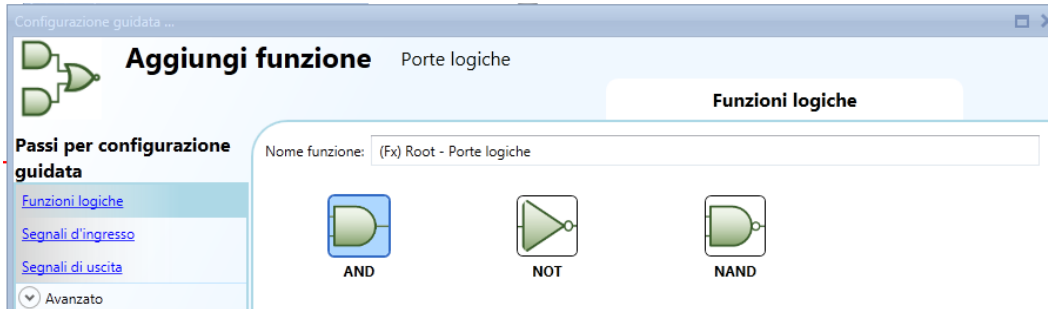 Configurazione guidata ...
Aggiungi funzione Porte logiche
Funzioni logiche
Passi per configurazione
guidata
Nome funzione: (Fx) Root - Porte logiche
Funzioni logiche
Segnali d'ingresso
Segnali di uscita
Avanzato
AND NOT NAND